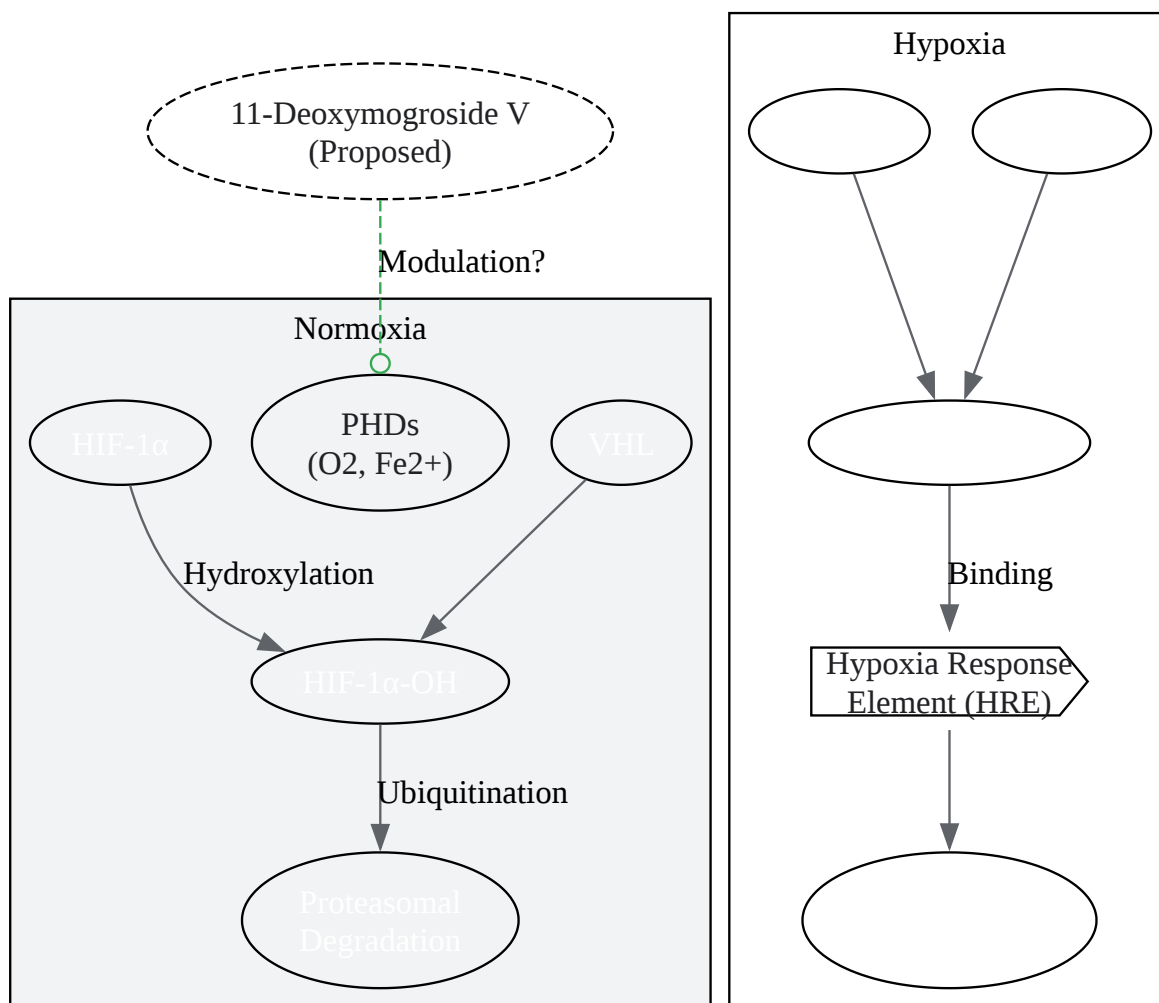 11-Deoxymogroside V
(Proposed)
Modulation?
Normoxia
HIF-1α
PHDs
(O2, Fe2+)
VHL
Hydroxylation
HIF-1α-OH
Ubiquitination
Proteasomal
Degradation
Hypoxia
Binding
Hypoxia Response
Element (HRE)